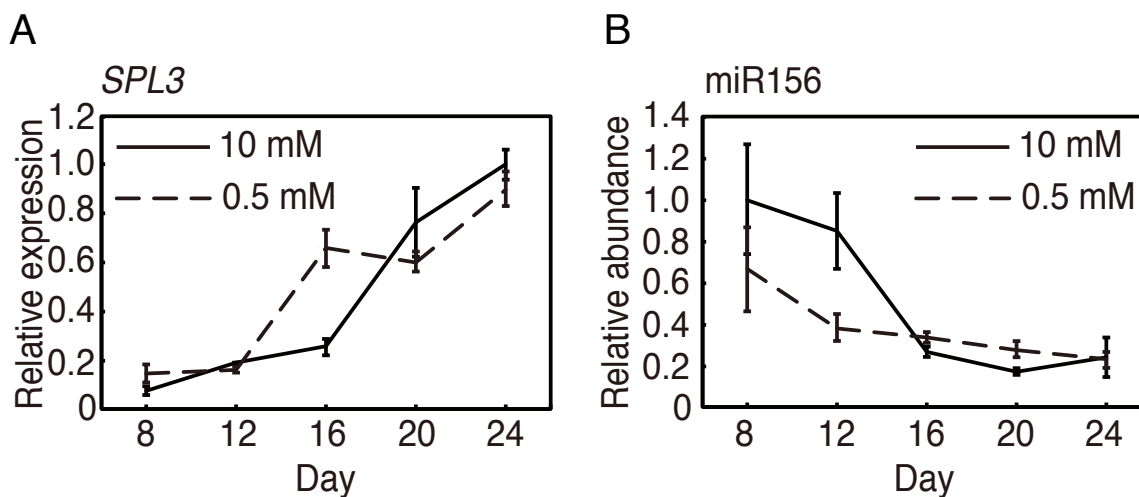 A
SPL3
1.2
1.0
0.8
0.6
0.4
0.2
0
Relative expression
10 mM
0.5 mM
8 12 16 20 24
Day
B
miR156
1.4
1.2
1.0
0.8
0.6
0.4
0.2
0
Relative abundance
10 mM
0.5 mM
8 12 16 20 24
Day